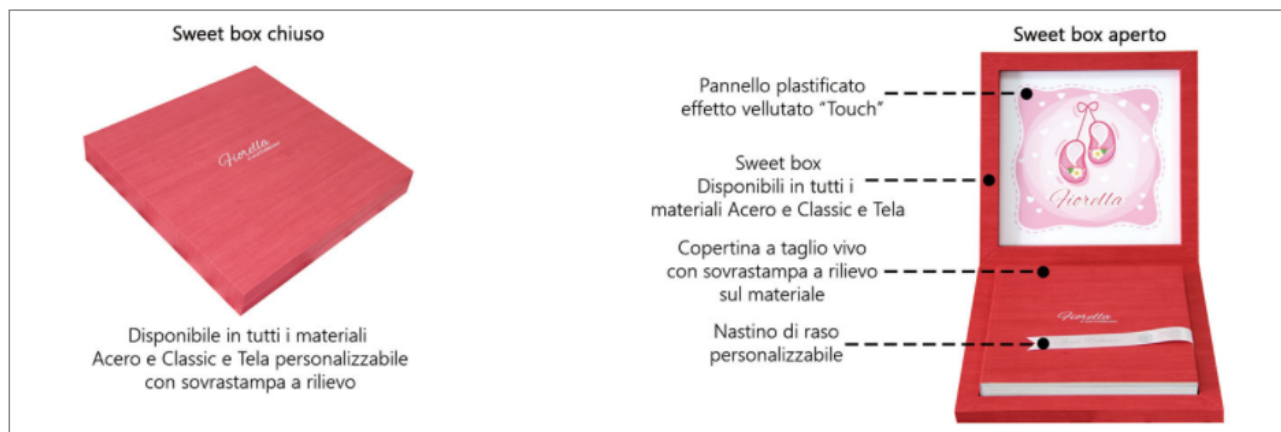 Sweet box chiuso
Fiorella
Disponibile in tutti i materiali
Acero e Classic e Tela personalizzabile
con sovrastampa a rilievo
Sweet box aperto
Pannello plastificato
effetto vellutato “Touch”
Sweet box
Disponibili in tutti i
materiali Acero e Classic e Tela
Copertina a taglio vivo
con sovrastampa a rilievo
sul materiale
Nastino di raso
personalizzabile
Fiorella
Fiorella